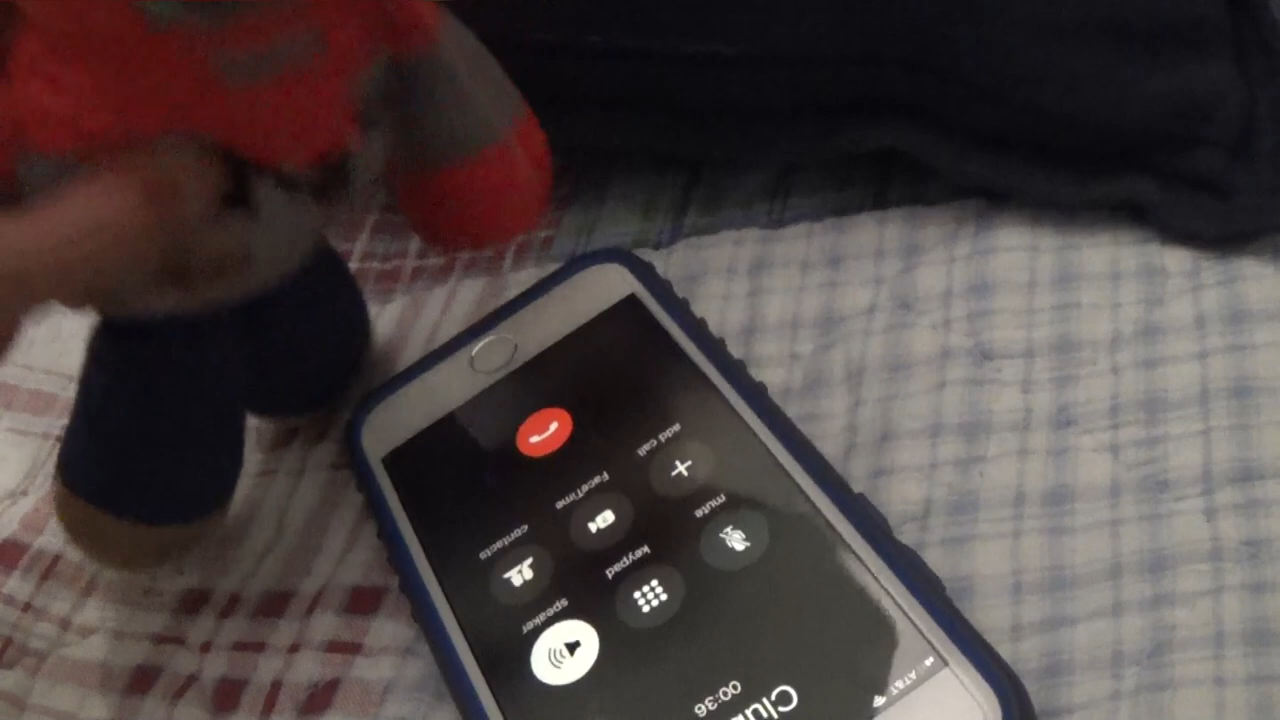 AT&T
00:36
mute
keypad
speaker
add call
FaceTime
contacts